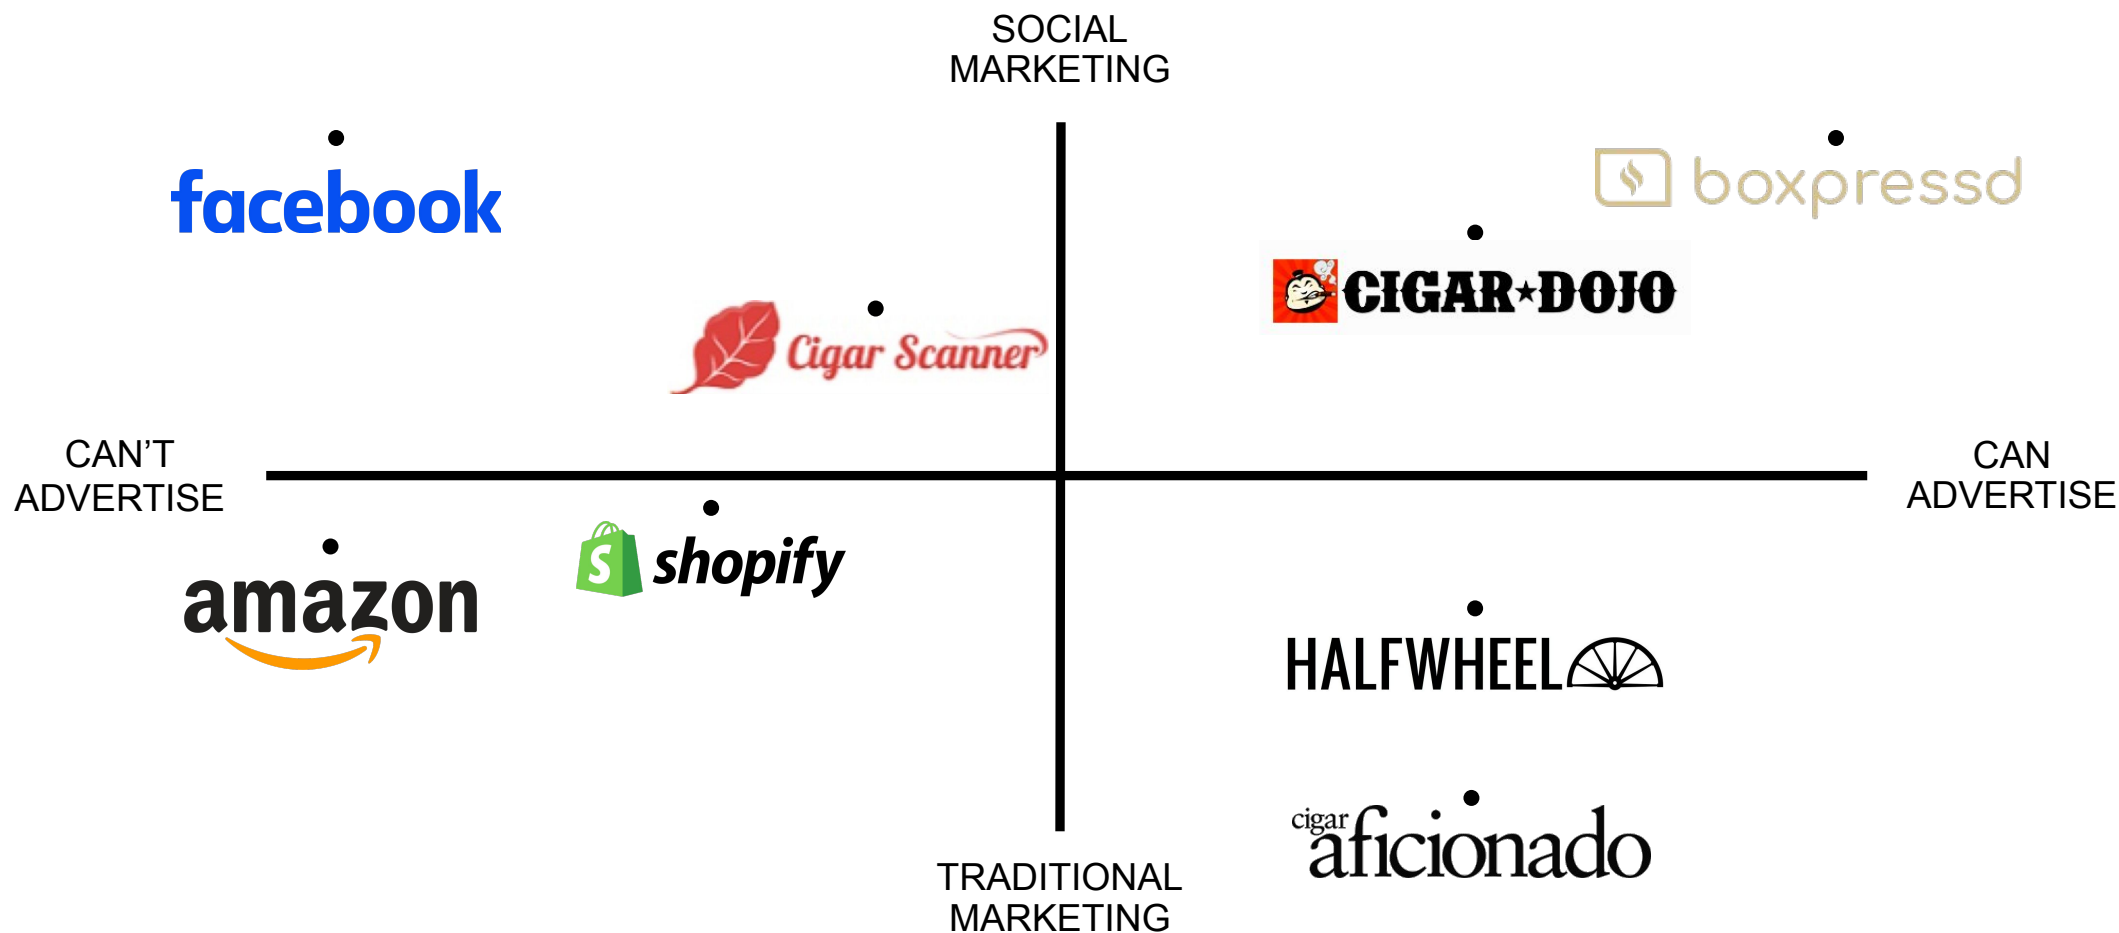 SOCIAL
MARKETING
facebook
boxpressd
CIGAR★DOJO
Cigar Scanner
CAN’T
ADVERTISE
CAN
ADVERTISE
S shopify
amazon
HALFWHEEL
cigar
aficionado
TRADITIONAL
MARKETING